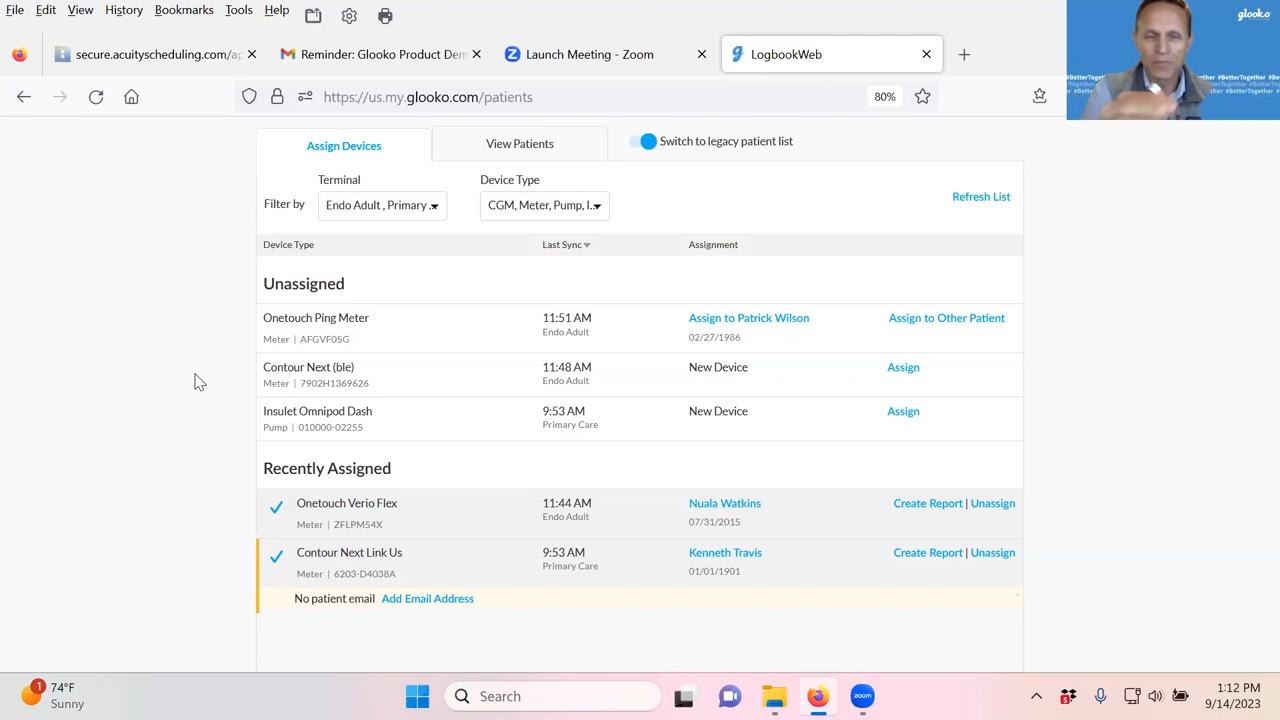 File Edit View History Bookmarks Tools Help
secure.acuityscheduling.com/ap
Reminder: Glooko Product Dem
Launch Meeting - Zoom
LogbookWeb
https://us.my.glooko.com/patients
80%
glooko
#BetterTogether
#BetterTogether #BetterTogether
Assign Devices
View Patients
Switch to legacy patient list
Terminal
Device Type
Filter by
Endo Adult , Primary ..
CGM, Meter, Pump, I...
Refresh List
Device Type Last Sync Assignment
Unassigned
Onetouch Ping Meter 11:51 AM Assign to Patrick Wilson Assign to Other Patient
Meter | AFGVF05G Endo Adult 02/27/1986
Contour Next (ble) 11:48 AM New Device Assign
Meter | 7902H1369626 Endo Adult
Insulet Omnipod Dash 9:53 AM New Device Assign
Pump | 010000-02255 Primary Care
Recently Assigned
Onetouch Verio Flex 11:44 AM Nuala Watkins Create Report | Unassign
Meter | ZFLPM54X Endo Adult 07/31/2015
Contour Next Link Us 9:53 AM Kenneth Travis Create Report | Unassign
Meter | 6203-D4038A Primary Care 01/01/1901
No patient email Add Email Address
1
74°F
Sunny
Search
zoom
1:12 PM
9/14/2023